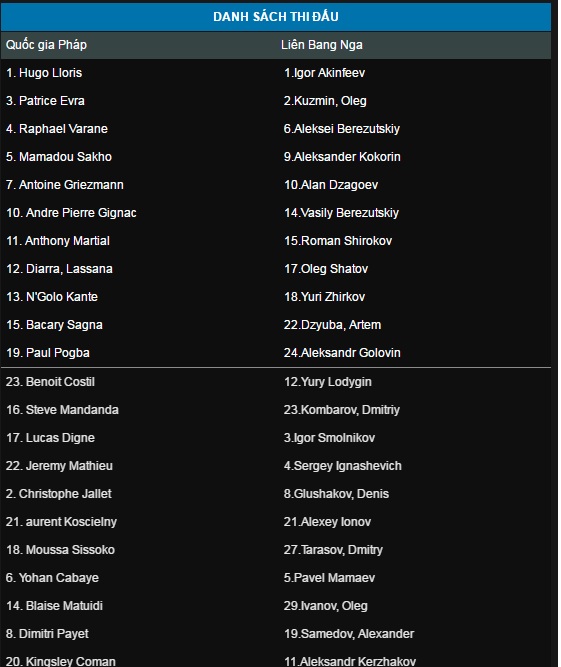 DANH SÁCH THI ĐẤU
Quốc gia Pháp Liên Bang Nga
1. Hugo Lloris 1.Igor Akinfeev
3. Patrice Evra 2.Kuzmin, Oleg
4. Raphael Varane 6.Aleksei Berezutskiy
5. Mamadou Sakho 9.Aleksander Kokorin
7. Antoine Griezmann 10.Alan Dzagoev
10. Andre Pierre Gignac 14.Vasily Berezutskiy
11. Anthony Martial 15.Roman Shirokov
12. Diarra, Lassana 17.Oleg Shatov
13. N'Golo Kante 18.Yuri Zhirkov
15. Bacary Sagna 22.Dzyuba, Artem
19. Paul Pogba 24.Aleksandr Golovin
23. Benoit Costil 12.Yury Lodygin
16. Steve Mandanda 23.Kombarov, Dmitriy
17. Lucas Digne 3.Igor Smolnikov
22. Jeremy Mathieu 4.Sergey Ignashevich
2. Christophe Jallet 8.Glushakov, Denis
21. aurent Koscielny 21.Alexey Ionov
18. Moussa Sissoko 27.Tarasov, Dmitry
6. Yohan Cabaye 5.Pavel Mamaev
14. Blaise Matuidi 29.Ivanov, Oleg
8. Dimitri Payet 19.Samedov, Alexander
20. Kingsley Coman 11.Aleksandr Kerzhakov